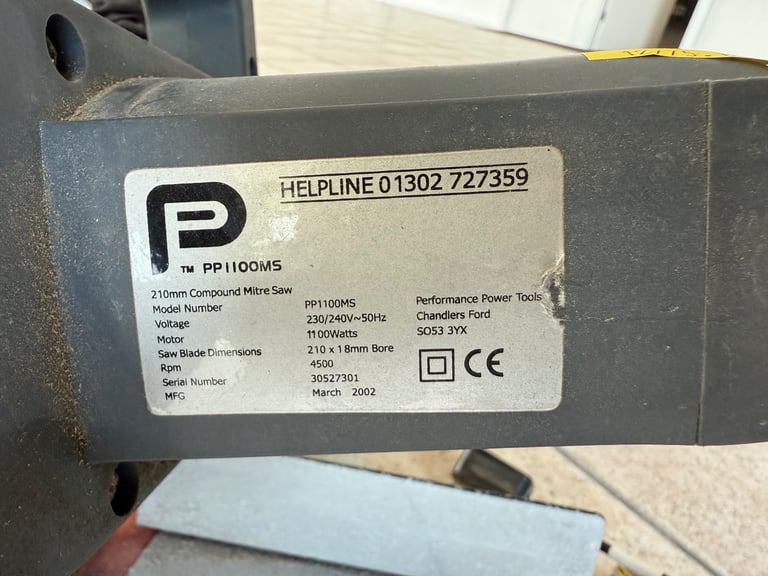 HELPLINE 01302 727359
P
TM PP1100MS
210mm Compound Mitre Saw
Model Number PP1100MS
Voltage 230/240V~50Hz
Motor 1100Watts
Saw Blade Dimensions 210 x 18mm Bore
Rpm 4500
Serial Number 30527301
MFG March 2002
Performance Power Tools
Chandlers Ford
SO53 3YX
CE